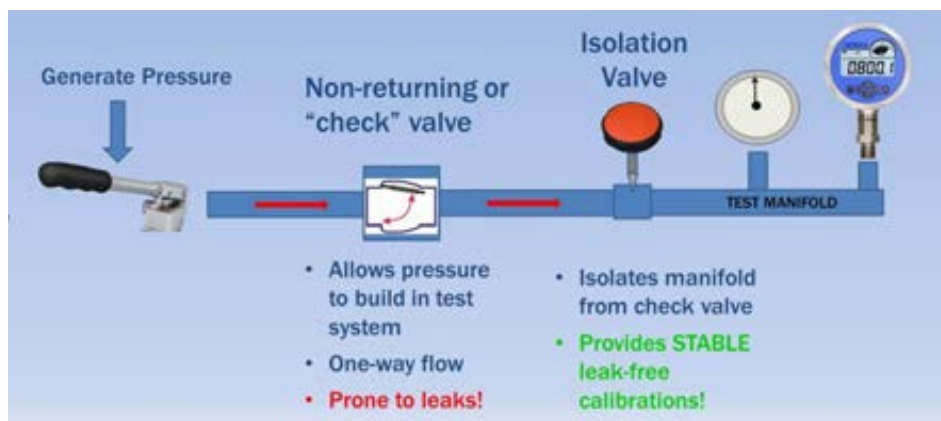 Generate Pressure
Non-returning or
“check” valve
Isolation
Valve
08001
TEST MANIFOLD
• Allows pressure
to build in test
system
• One-way flow
• Prone to leaks!
• Isolates manifold
from check valve
• Provides STABLE
leak-free
calibrations!